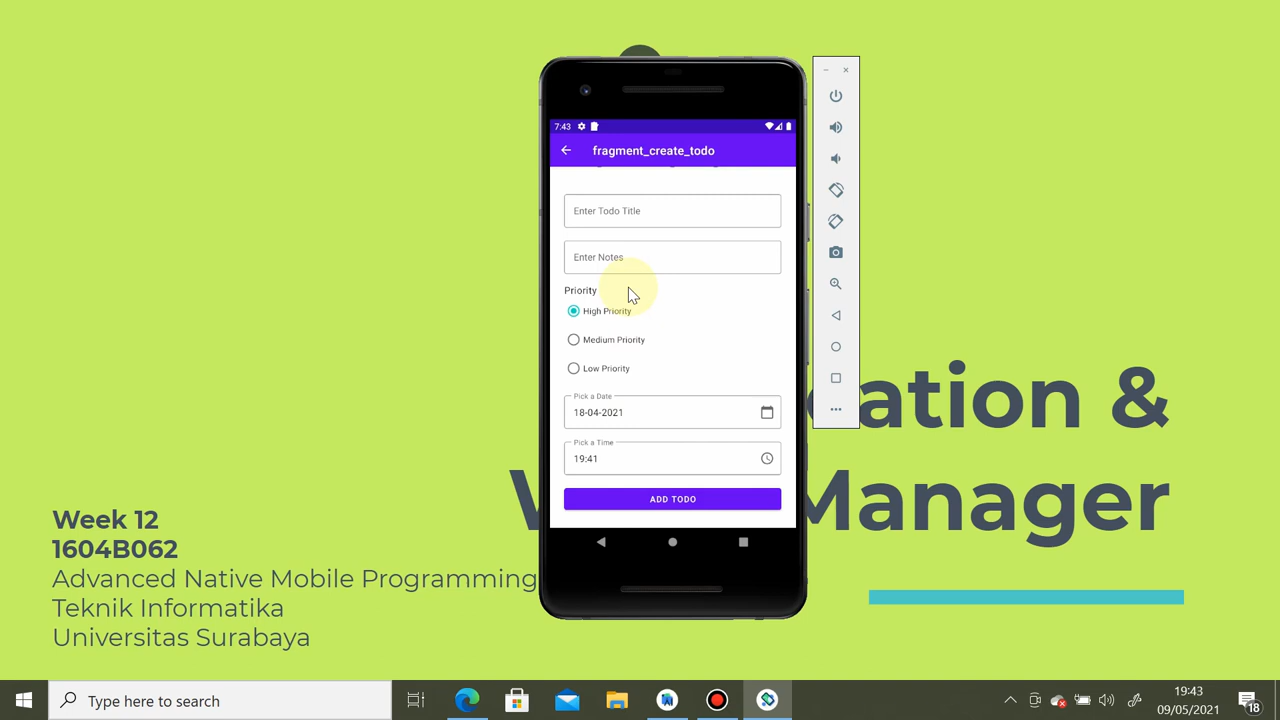 7:43
fragment_create_todo
Enter Todo Title
Enter Notes
Priority
High Priority
Medium Priority
Low Priority
Pick a Date
18-04-2021
Pick a Time
19:41
ADD TODO
ation &
Manager
Week 12
1604B062
Advanced Native Mobile Programming
Teknik Informatika
Universitas Surabaya
Type here to search
19:43
09/05/2021
18